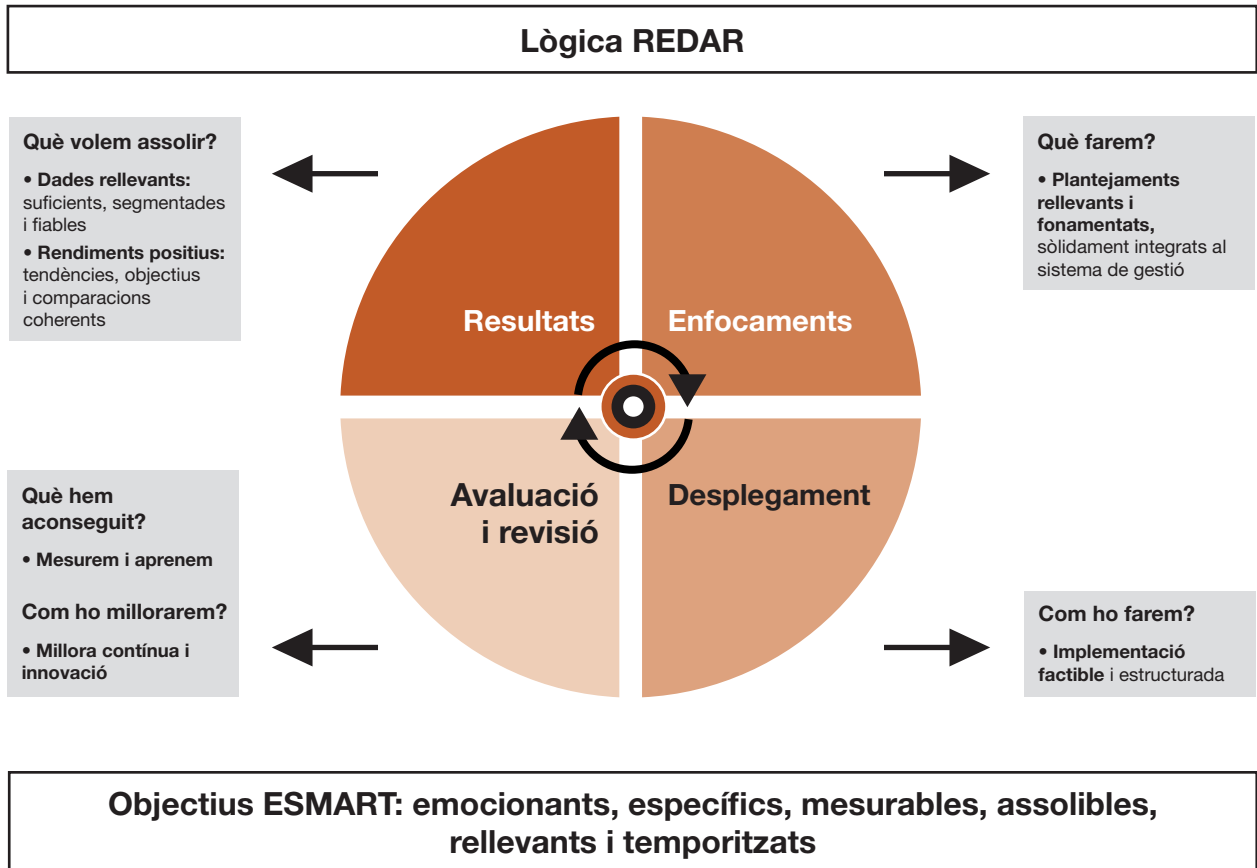 Lògica REDAR
Què volem assolir?
• Dades rellevants:
suficients, segmentades
i fiables
• Rendiments positius:
tendències, objectius
i comparacions
coherents
Resultats
Enfocaments
Què farem?
• Plantejaments
rellevants i
fonamentats,
sòlidament integrats al
sistema de gestió
Què hem
aconseguit?
• Mesurem i aprenem
Com ho millorarem?
• Millora contínua i
innovació
Avaluació
i revisió
Desplegament
Com ho farem?
• Implementació
factible i estructurada
Objectius ESMART: emocionants, específics, mesurables, assolibles,
rellevants i temporitzats